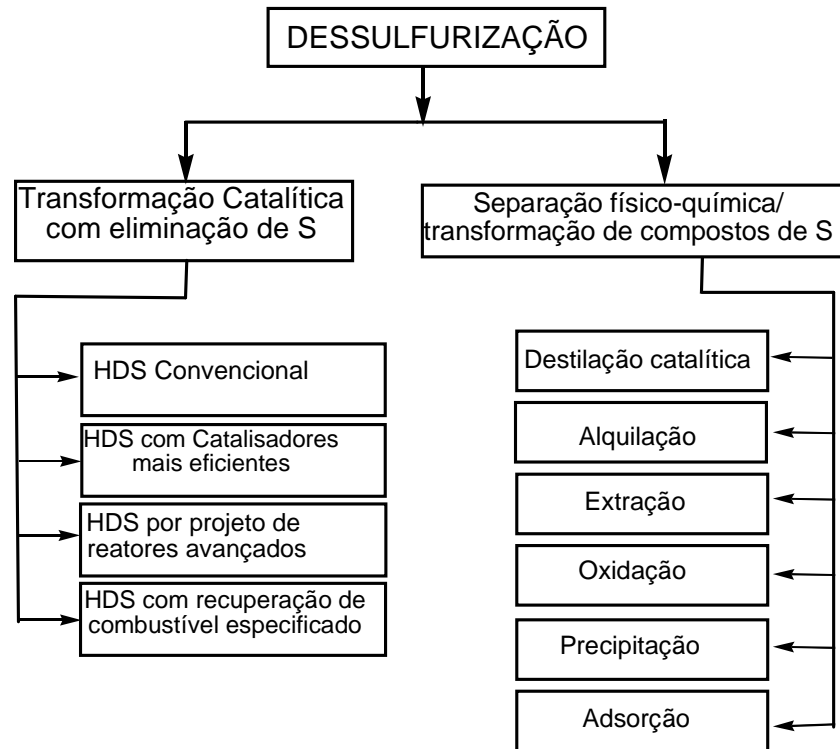 DESSULFURIZAÇÃO
Transformação Catalítica
com eliminação de S
Separação físico-química/
transformação de compostos de S
HDS Convencional
HDS com Catalisadores
mais eficientes
HDS por projeto de
reatores avançados
HDS com recuperação de
combustível especificado
Destilação catalítica
Alquilação
Extração
Oxidação
Precipitação
Adsorção